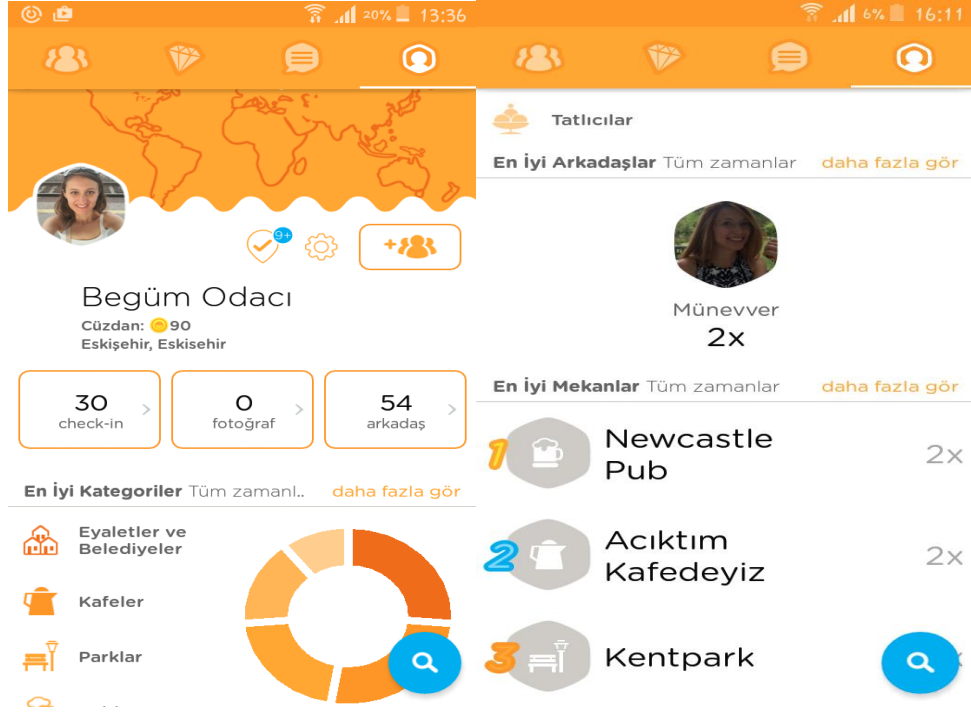 20% 13:36
9+
Begüm Odacı
Cüzdan: 90
Eskişehir, Eskisehir
30
check-in
0
fotoğraf
54
arkadaş
En İyi Kategoriler Tüm zamanl.. daha fazla gör
Eyaletler ve
Belediyeler
Kafeler
Parklar
6% 16:11
Tatlıcılar
En İyi Arkadaşlar Tüm zamanlar daha fazla gör
Münevver
2x
En İyi Mekanlar Tüm zamanlar daha fazla gör
1 Newcastle
Pub
2x
2 Acıktım
Kafedeyiz
2x
3 Kentpark